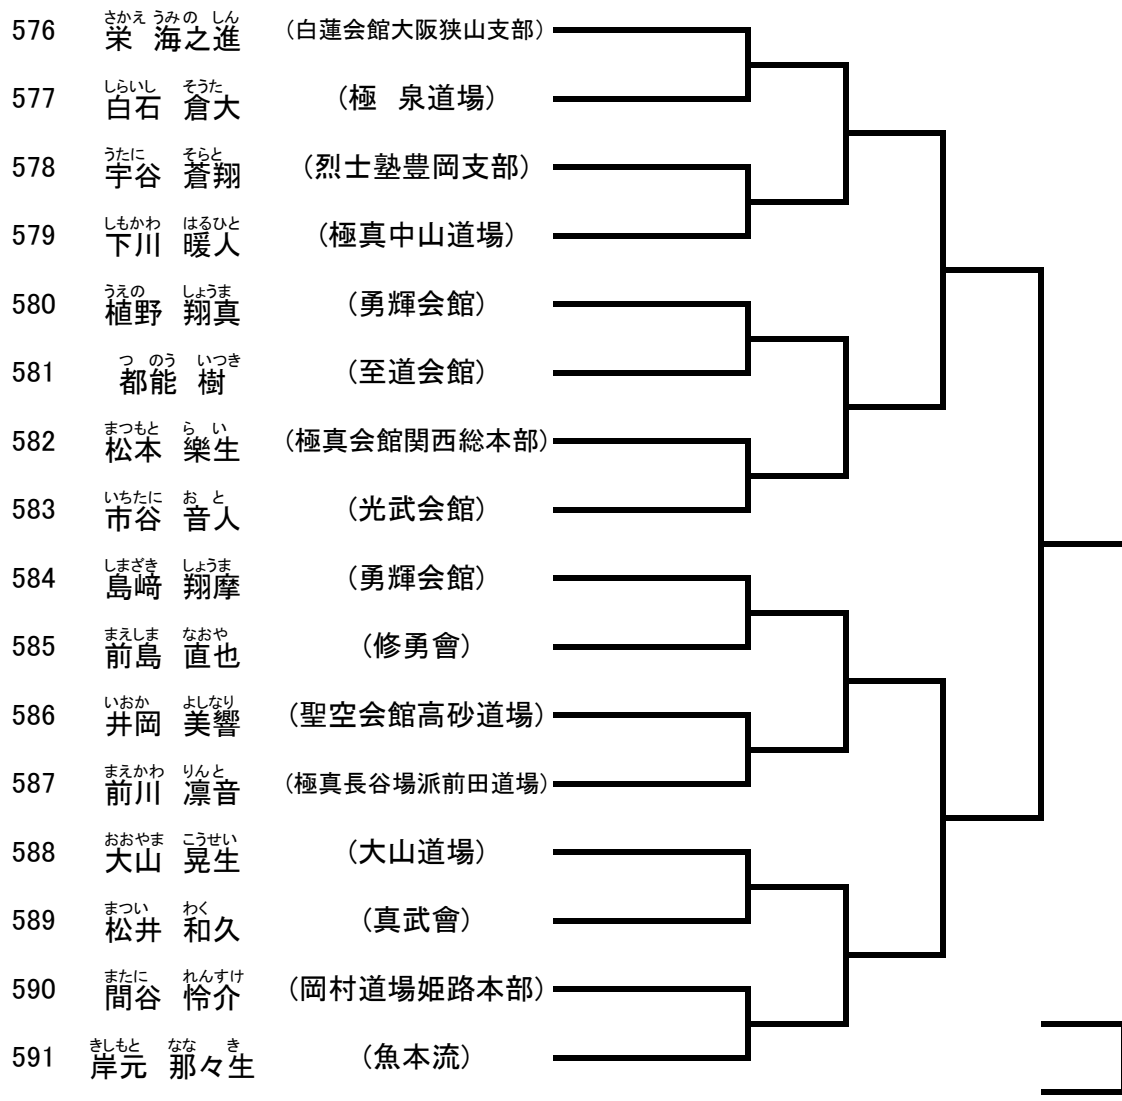 さかえ うみの しん
576 栄 海之進 (白蓮会館大阪狭山支部)
しらいし そうた
577 白石 倉大 (極 泉道場)
うたに そらと
578 宇谷 蒼翔 (烈士塾豊岡支部)
しもかわ はるひと
579 下川 暖人 (極真中山道場)
うえの しょうま
580 植野 翔真 (勇輝会館)
つ のう いつき
581 都能 樹 (至道会館)
まつもと ら い
582 松本 樂生 (極真会館関西総本部)
いちたに お と
583 市谷 音人 (光武会館)
しまざき しょうま
584 島﨑 翔摩 (勇輝会館)
まえしま なおや
585 前島 直也 (修勇會)
いおか よしなり
586 井岡 美響 (聖空会館高砂道場)
まえかわ りんと
587 前川 凛音 (極真長谷場派前田道場)
おおやま こうせい
588 大山 晃生 (大山道場)
まつい わく
589 松井 和久 (真武會)
またに れんすけ
590 間谷 怜介 (岡村道場姫路本部)
きしもと なな き
591 岸元 那々生 (魚本流)